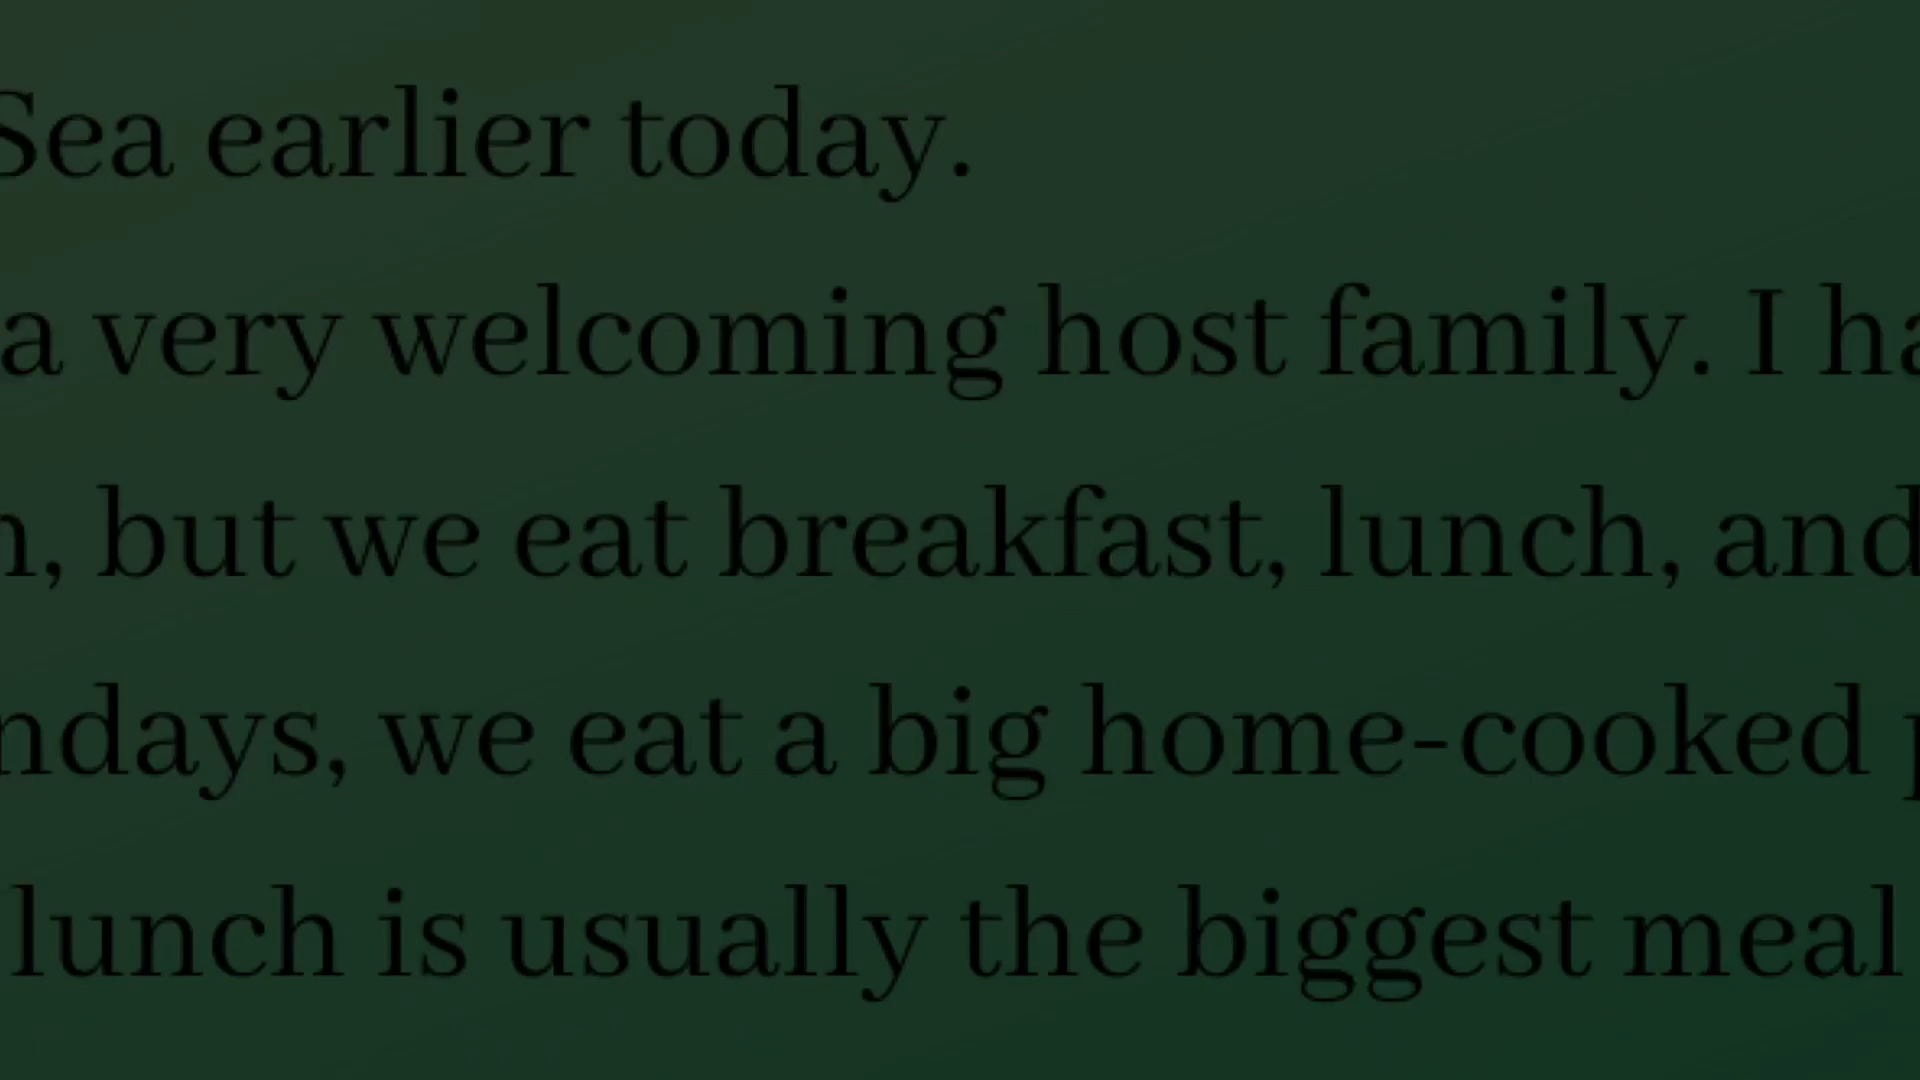 Sea earlier today.
a very welcoming host family. I ha
, but we eat breakfast, lunch, and
ndays, we eat a big home-cooked
lunch is usually the biggest meal